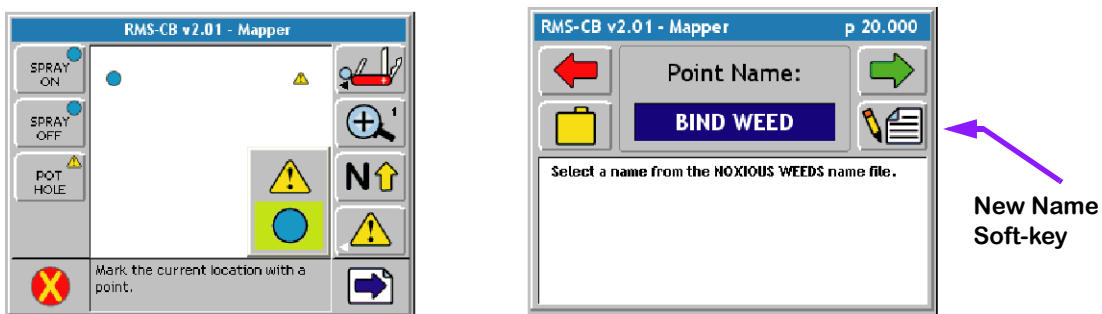 RMS-CB v2.01 - Mapper
SPRAY
ON
SPRAY
OFF
POT
HOLE
1
N
Mark the current location with a
point.
RMS-CB v2.01 - Mapper p 20.000
Point Name:
BIND WEED
Select a name from the NOXIOUS WEEDS name file.
New Name
Soft-key